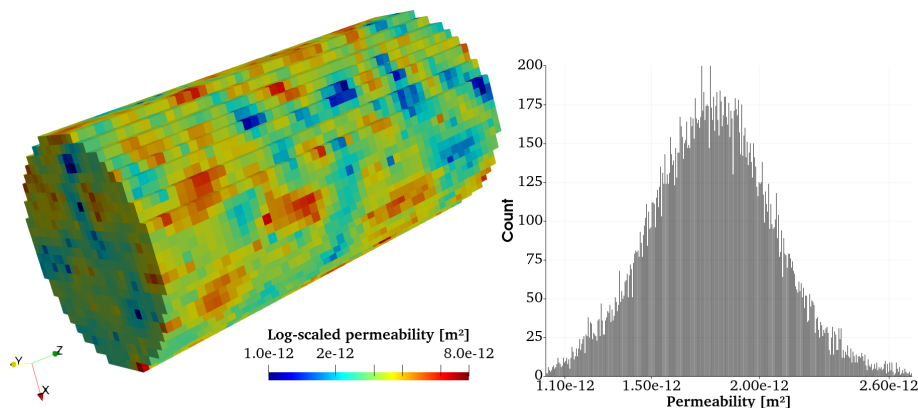 Log-scaled permeability [m²]
1.0e-12 2e-12 8.0e-12
Y Z
X
200
175
150
125
100
75
50
25
0
Count
1.10e-12 1.50e-12 2.00e-12 2.60e-12
Permeability [m²]